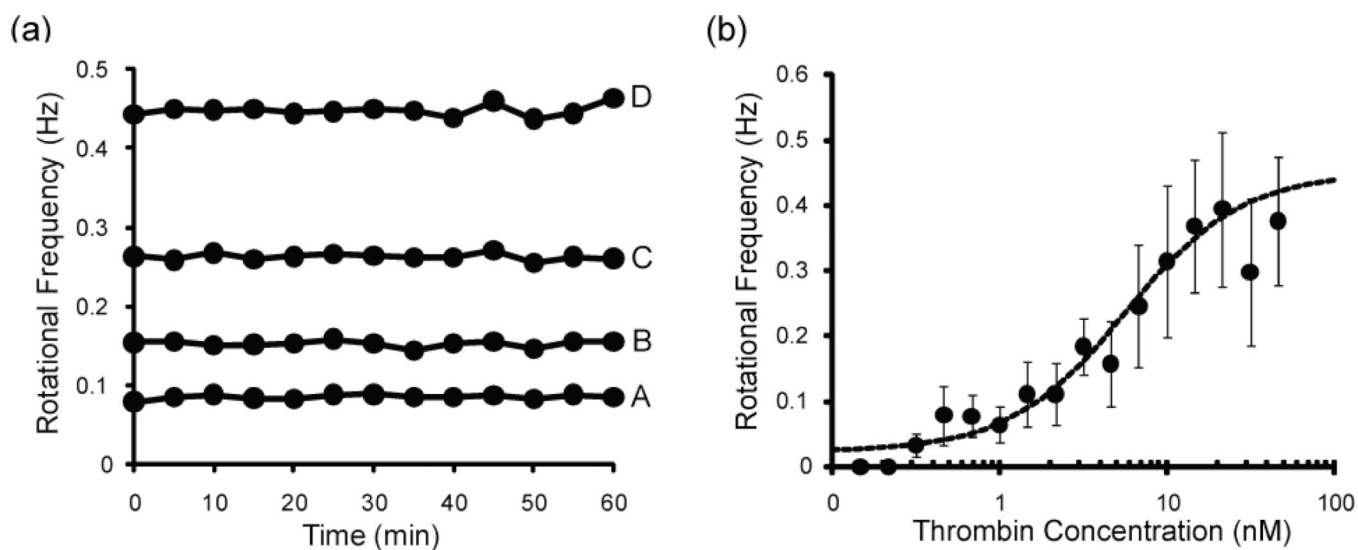 (a)
Rotational Frequency (Hz)
0.5
0.4
0.3
0.2
0.1
0
D
C
B
A
0 10 20 30 40 50 60
Time (min)
(b)
Rotational Frequency (Hz)
0.6
0.5
0.4
0.3
0.2
0.1
0
0 1 10 100
Thrombin Concentration (nM)